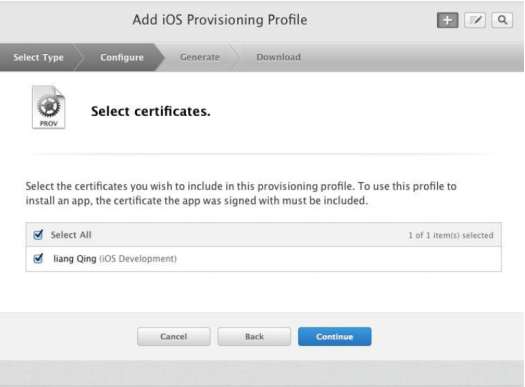 Add iOS Provisioning Profile
Select Type Configure Generate Download
PROV
Select certificates.
Select the certificates you wish to include in this provisioning profile. To use this profile to
install an app, the certificate the app was signed with must be included.
Select All 1 of 1 item(s) selected
liang Qing (iOS Development)
Cancel Back Continue